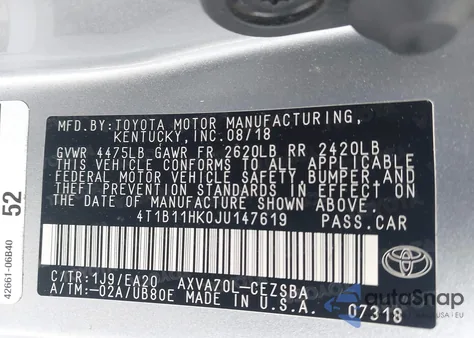 MFD.BY:TOYOTA MOTOR MANUFACTURING,
KENTUCKY, INC.08/18
GVWR 4475LB GAWR FR 2620LB RR 2420LB
THIS VEHICLE CONFORMS TO ALL APPLICABLE
FEDERAL MOTOR VEHICLE SAFETY, BUMPER AND
THEFT PREVENTION STANDARDS IN EFFECT ON
THE DATE OF MANUFACTURE SHOWN ABOVE.
4T1B11HK0JU147619 PASS.CAR
C/TR:1J9/EA20 AXVA70L-CEZSBA
A/TM:-02A/UB80E MADE IN U.S.A.
07318
TOYOTA
52
42661-06B40
autoSnap